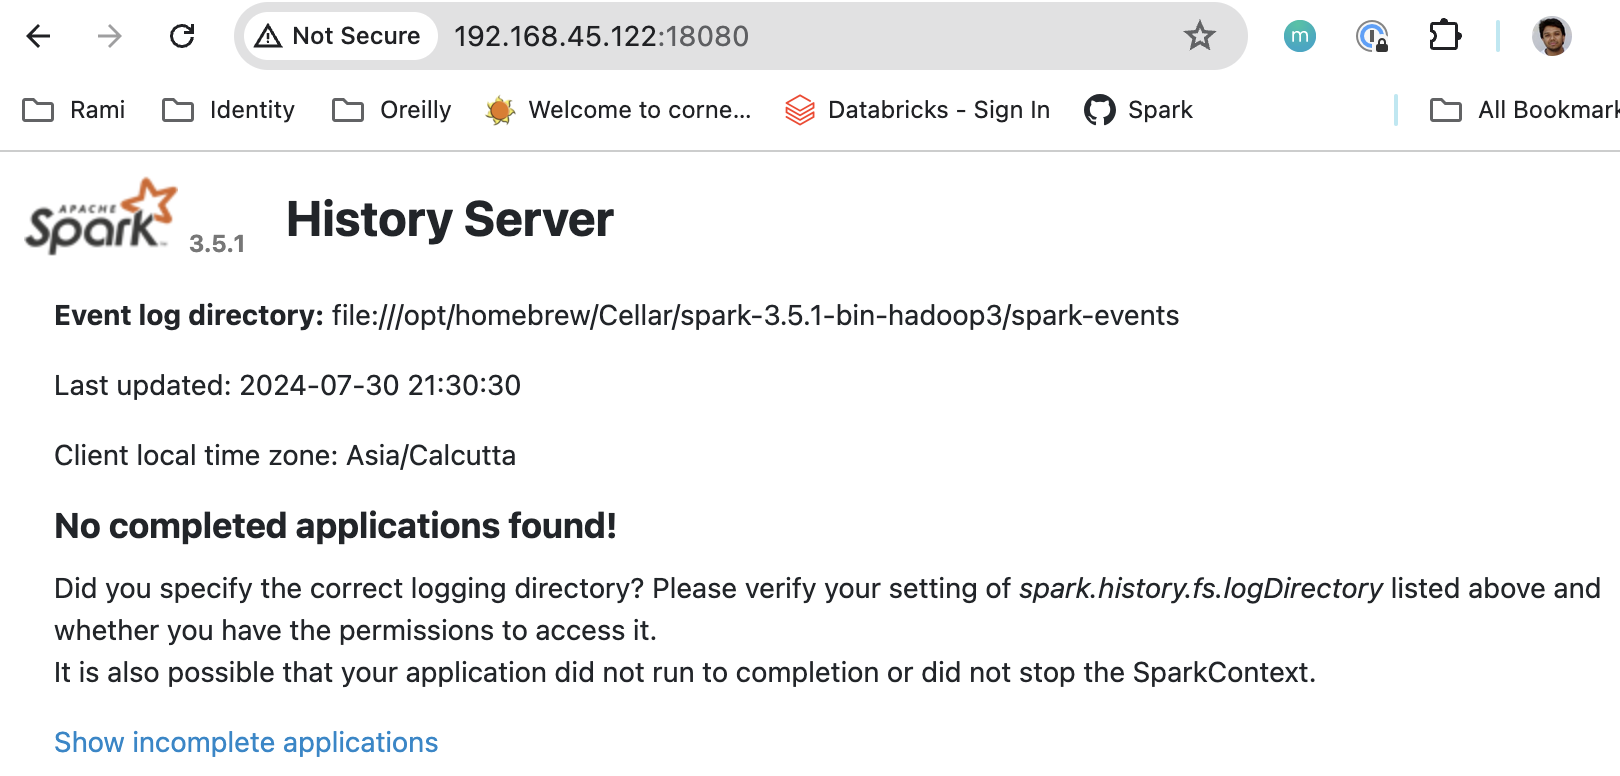 Not Secure 192.168.45.122:18080 m
Rami Identity Oreilly Welcome to corne... Databricks - Sign In Spark All Bookmark
APACHE
Spark 3.5.1 History Server
Event log directory: file:///opt/homebrew/Cellar/spark-3.5.1-bin-hadoop3/spark-events
Last updated: 2024-07-30 21:30:30
Client local time zone: Asia/Calcutta
No completed applications found!
Did you specify the correct logging directory? Please verify your setting of spark.history.fs.logDirectory listed above and
whether you have the permissions to access it.
It is also possible that your application did not run to completion or did not stop the SparkContext.
Show incomplete applications